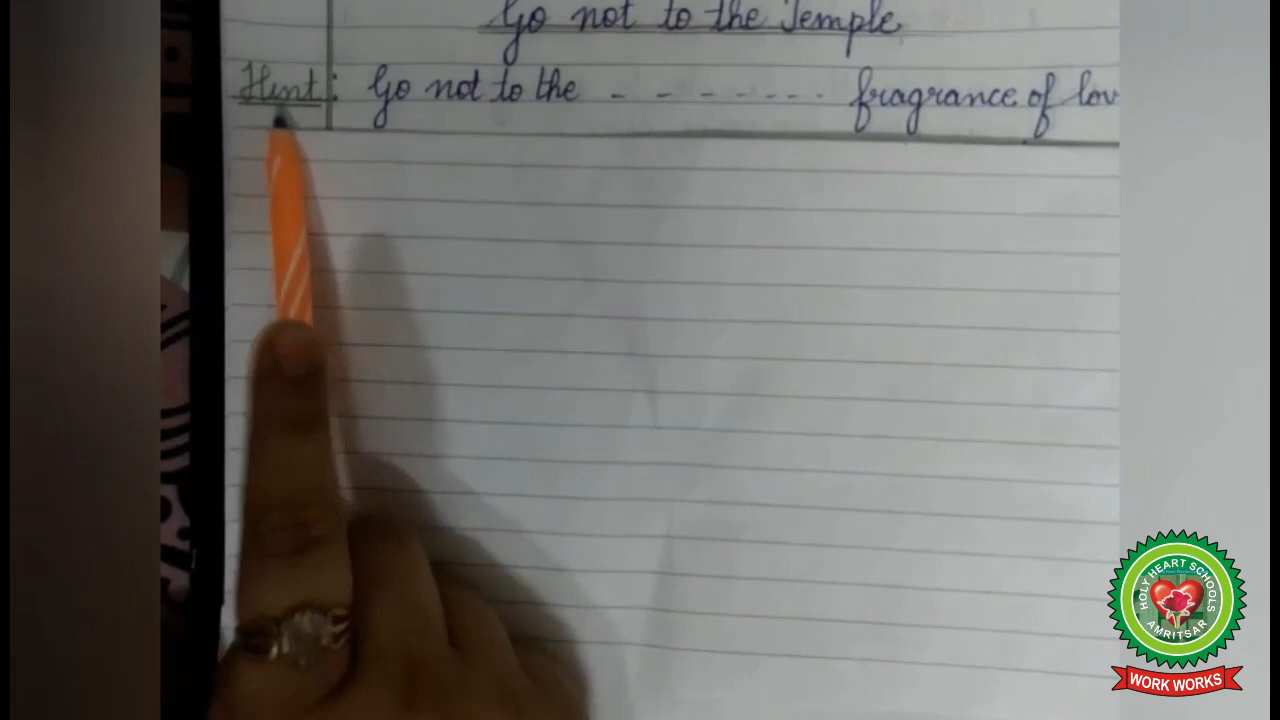 Go not to the Temple
Hint: Go not to the - - - - - - - fragrance of lov
HOLY HEART SCHOOLS
AMRITSAR
WORK WORKS